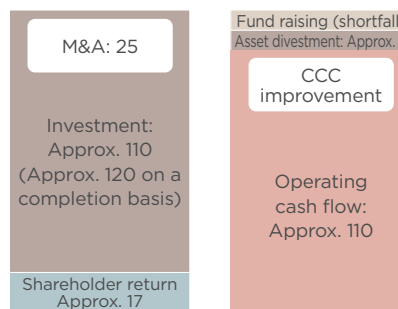 M&A: 25
Investment:
Approx. 110
(Approx. 120 on a
completion basis)
Shareholder return
Approx. 17
Fund raising (shortfall
Asset divestment: Approx.
CCC
improvement
Operating
cash flow:
Approx. 110